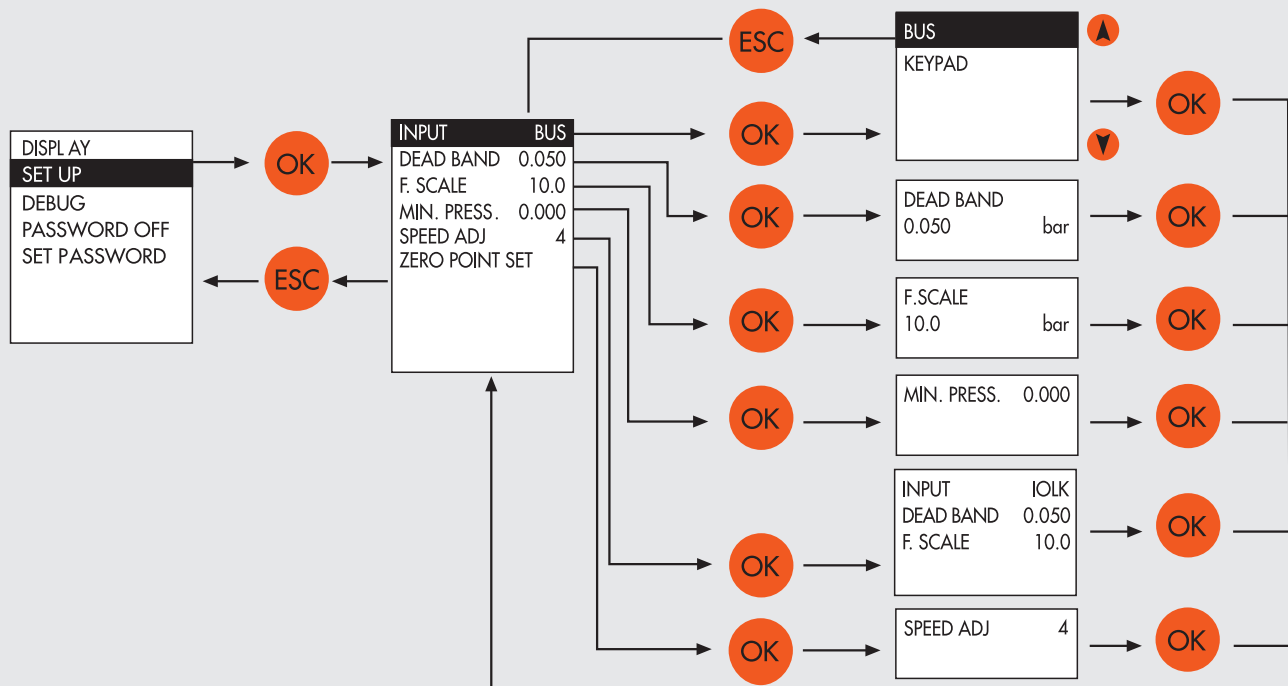 DISPLAY
SET UP
DEBUG
PASSWORD OFF
SET PASSWORD
OK
ESC
INPUT BUS
DEAD BAND 0.050
F. SCALE 10.0
MIN. PRESS. 0.000
SPEED ADJ 4
ZERO POINT SET
ESC
BUS
KEYPAD
OK
OK
OK
DEAD BAND
0.050 bar
OK
OK
F.SCALE
10.0 bar
OK
OK
MIN. PRESS. 0.000
OK
OK
INPUT IOLK
DEAD BAND 0.050
F. SCALE 10.0
OK
OK
SPEED ADJ 4
OK